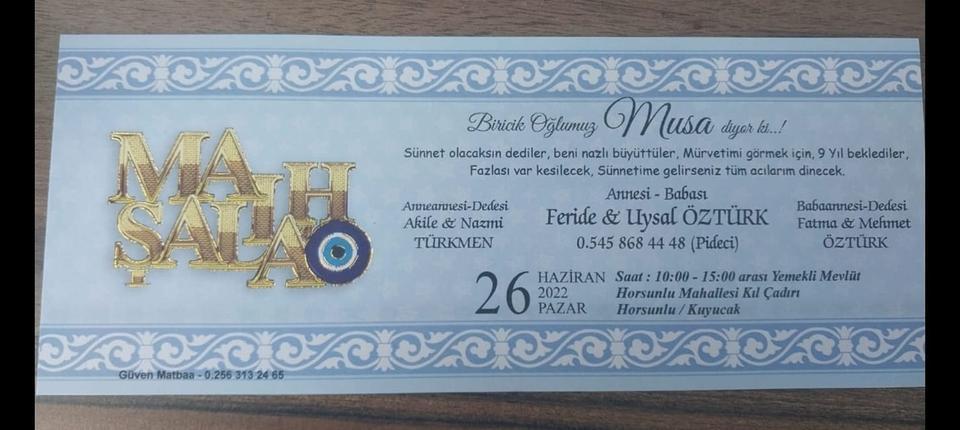 MAŞALLAH
Biricik Oğlumuz Musa diyor ki..!
Sünnet olacaksın dediler, beni nazlı büyüttüler, Mürvetimi görmek için, 9 Yıl beklediler,
Fazlası var kesilecek, Sünnetime gelirseniz tüm acılarım dinecek.
Anneannesi-Dedesi
Akile & Nazmi
TÜRKMEN
Annesi - Babası
Feride & Uysal ÖZTÜRK
0.545 868 44 48 (Pideci)
Babaannesi-Dedesi
Fatma & Mehmet
ÖZTÜRK
26
HAZİRAN
2022
PAZAR
Saat : 10:00 - 15:00 arası Yemekli Mevlüt
Horsunlu Mahallesi Kıl Çadırı
Horsunlu / Kuyucak
Güven Matbaa - 0.256 313 24 65